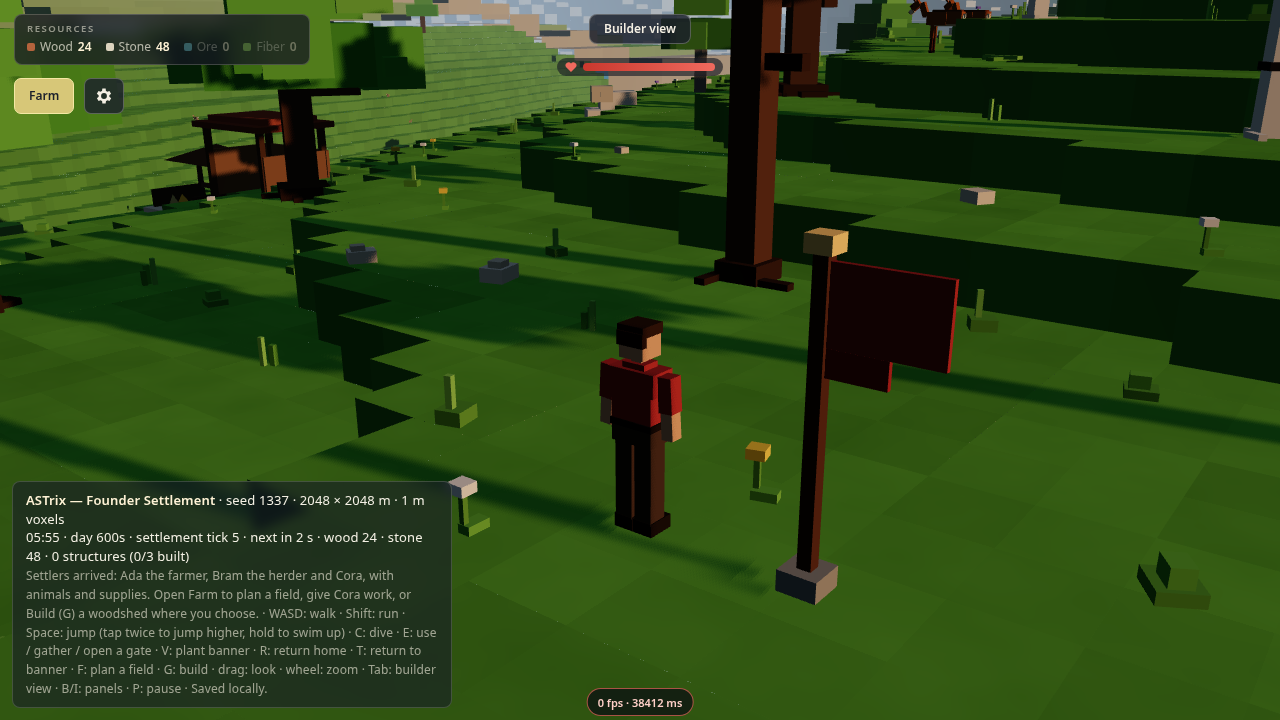 RESOURCES
Wood 24 Stone 48 Ore 0 Fiber 0
Builder view
Farm
ASTrix — Founder Settlement · seed 1337 · 2048 × 2048 m · 1 m
voxels
05:55 · day 600s · settlement tick 5 · next in 2 s · wood 24 · stone
48 · 0 structures (0/3 built)
Settlers arrived: Ada the farmer, Bram the herder and Cora, with
animals and supplies. Open Farm to plan a field, give Cora work, or
Build (G) a woodshed where you choose. · WASD: walk · Shift: run ·
Space: jump (tap twice to jump higher, hold to swim up) · C: dive · E: use
/ gather / open a gate · V: plant banner · R: return home · T: return to
banner · F: plan a field · G: build · drag: look · wheel: zoom · Tab: builder
view · B/I: panels · P: pause · Saved locally.
0 fps · 38412 ms